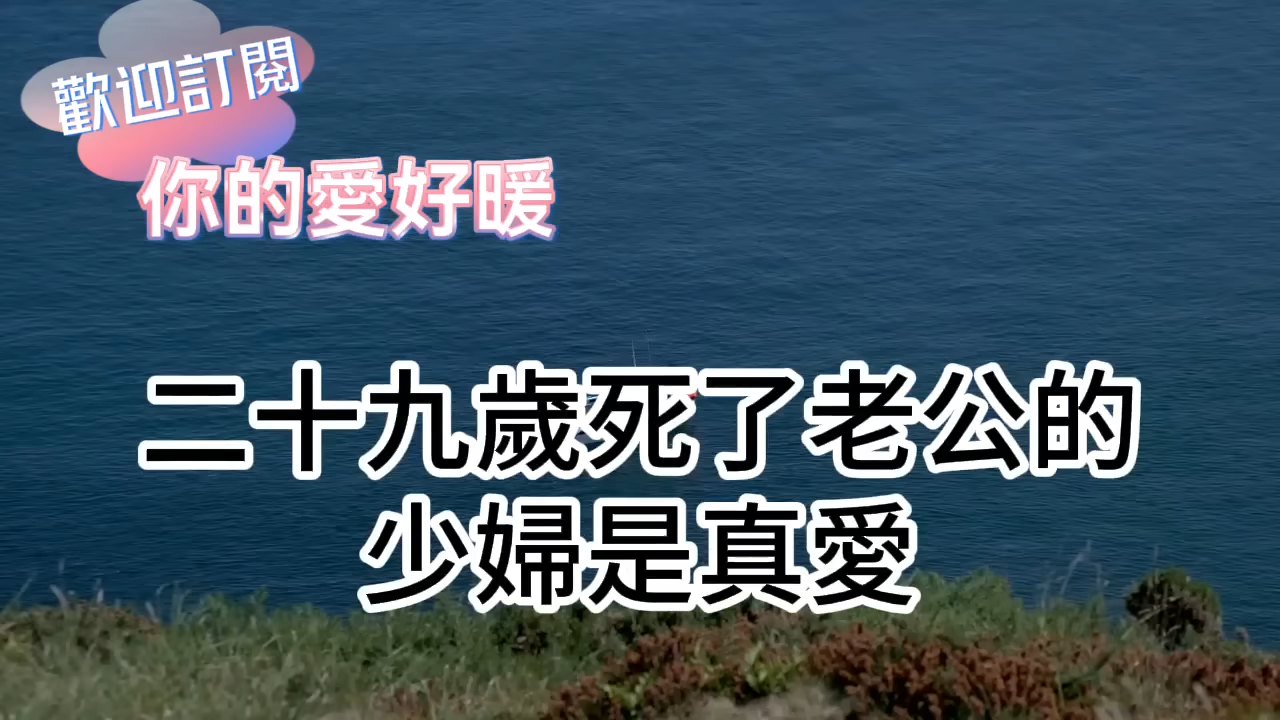 歡迎訂閱
你的愛好暖
二十九歲死了老公的
少婦是真愛